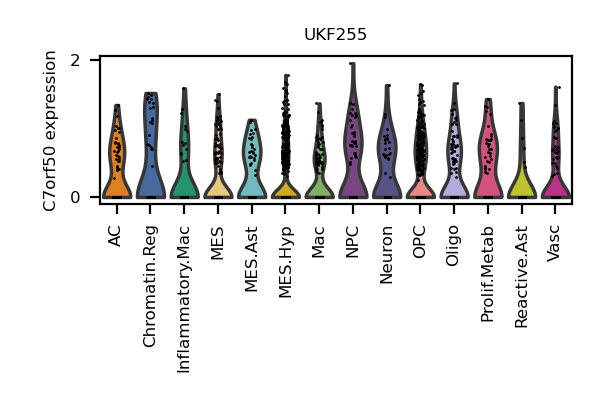 UKF255
C7orf50 expression
2
0
AC
Chromatin.Reg
Inflammatory.Mac
MES
MES.Ast
MES.Hyp
Mac
NPC
Neuron
OPC
Oligo
Prolif.Metab
Reactive.Ast
Vasc